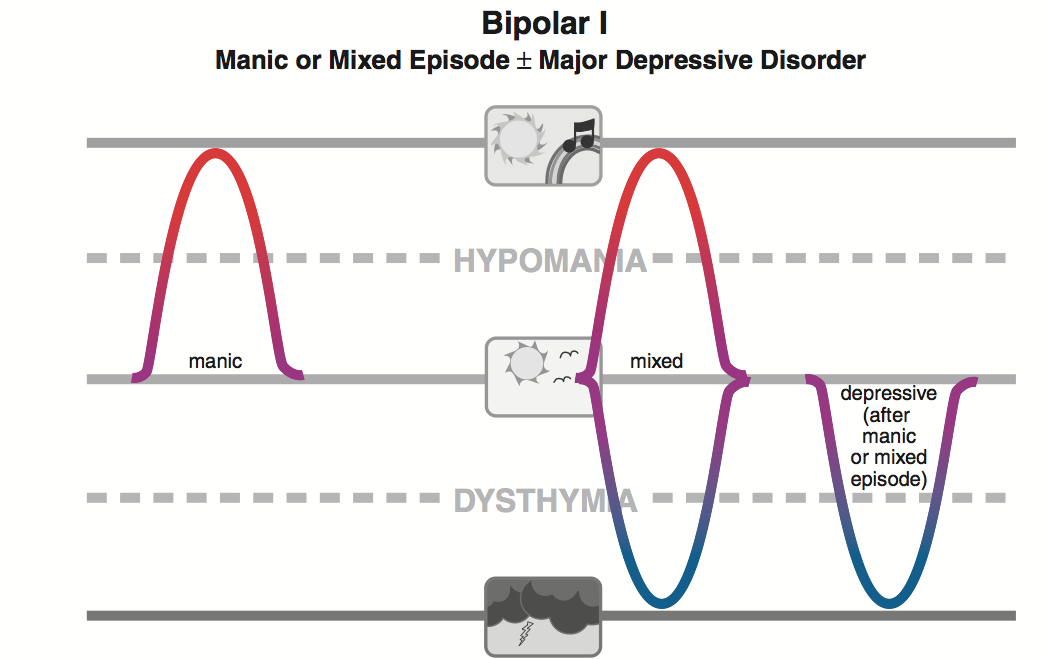 Bipolar I
Manic or Mixed Episode ± Major Depressive Disorder
HYPOMANIA
manic
mixed
depressive
(after
manic
or mixed
episode)
DYSTHYMIA